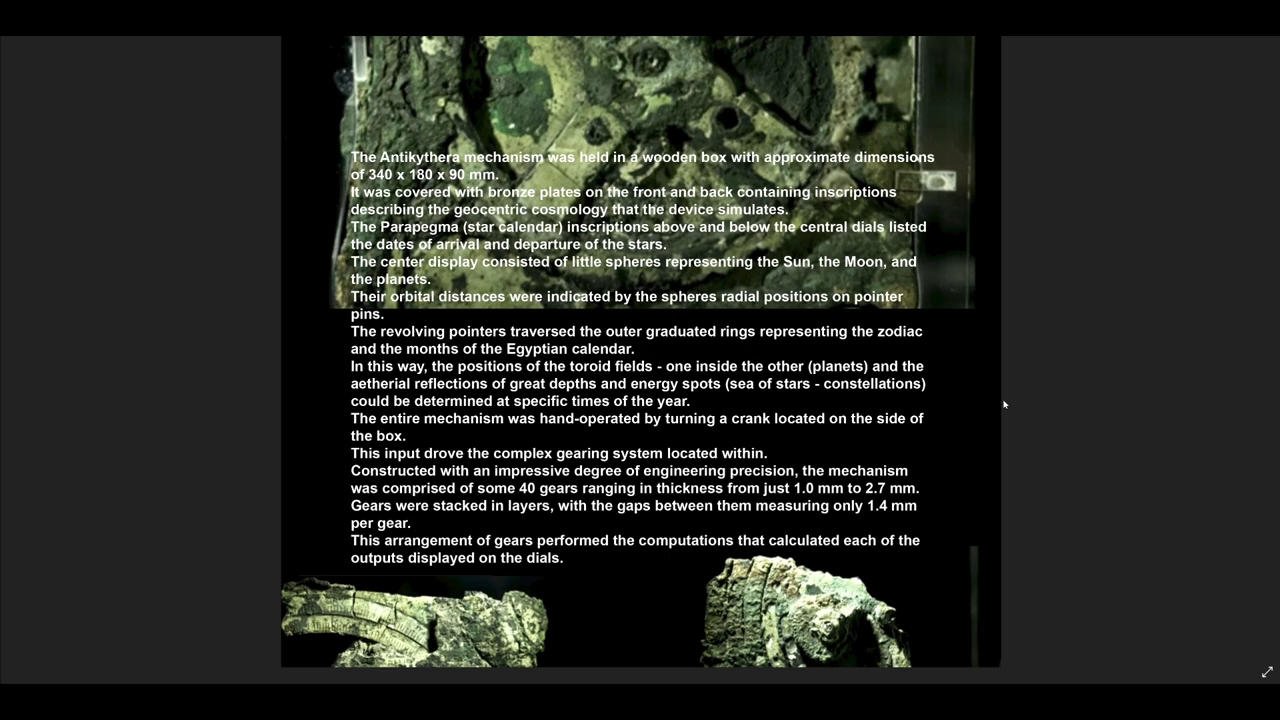 The Antikythera mechanism was held in a wooden box with approximate dimensions
of 340 x 180 x 90 mm.
It was covered with bronze plates on the front and back containing inscriptions
describing the geocentric cosmology that the device simulates.
The Parapegma (star calendar) inscriptions above and below the central dials listed
the dates of arrival and departure of the stars.
The center display consisted of little spheres representing the Sun, the Moon, and
the planets.
Their orbital distances were indicated by the spheres radial positions on pointer
pins.
The revolving pointers traversed the outer graduated rings representing the zodiac
and the months of the Egyptian calendar.
In this way, the positions of the toroid fields - one inside the other (planets) and the
aetherial reflections of great depths and energy spots (sea of stars - constellations)
could be determined at specific times of the year.
The entire mechanism was hand-operated by turning a crank located on the side of
the box.
This input drove the complex gearing system located within.
Constructed with an impressive degree of engineering precision, the mechanism
was comprised of some 40 gears ranging in thickness from just 1.0 mm to 2.7 mm.
Gears were stacked in layers, with the gaps between them measuring only 1.4 mm
per gear.
This arrangement of gears performed the computations that calculated each of the
outputs displayed on the dials.